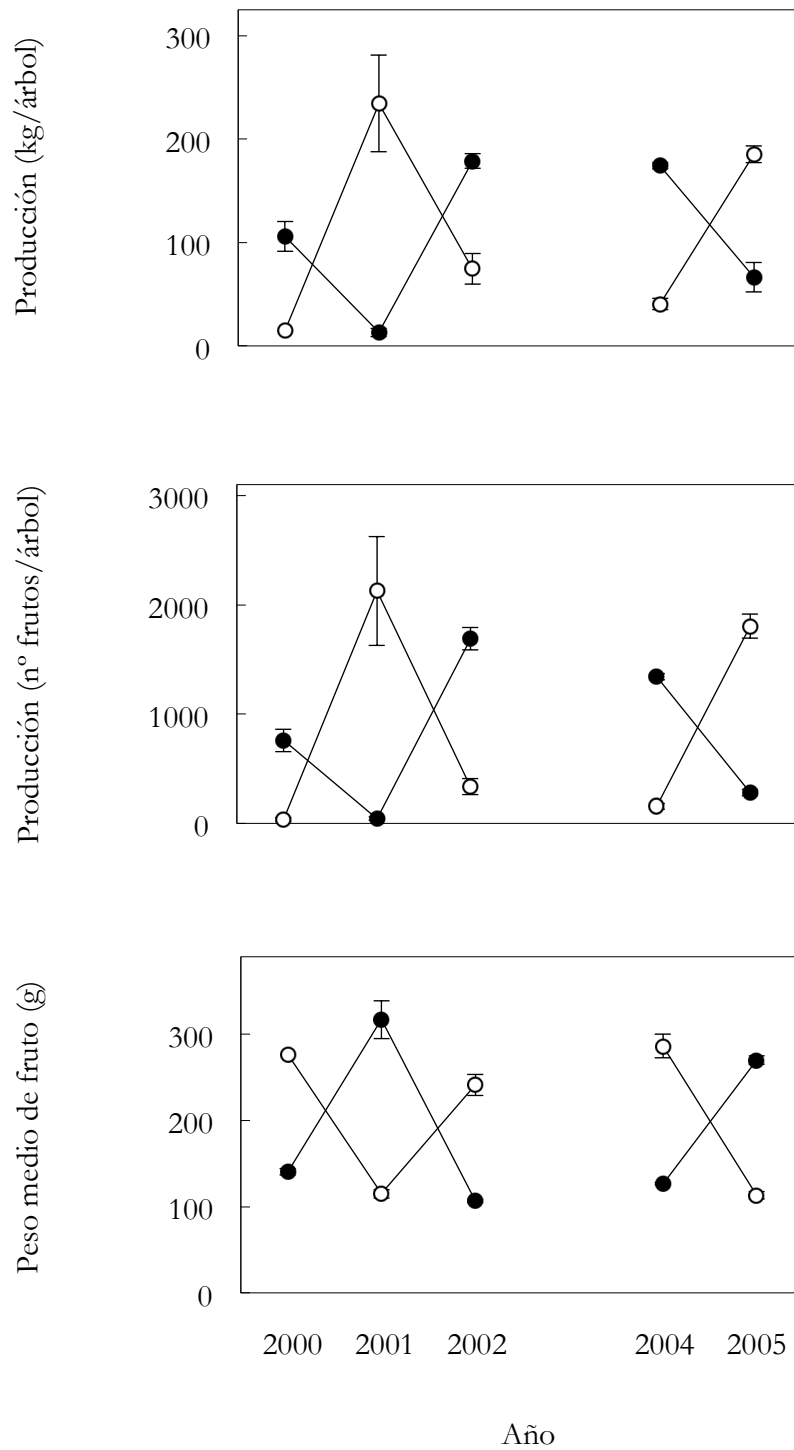 Producción (kg/árbol)
300
200
100
0
Producción (nº frutos/árbol)
3000
2000
1000
0
Peso medio de fruto (g)
300
200
100
0
2000 2001 2002 2004 2005
Año